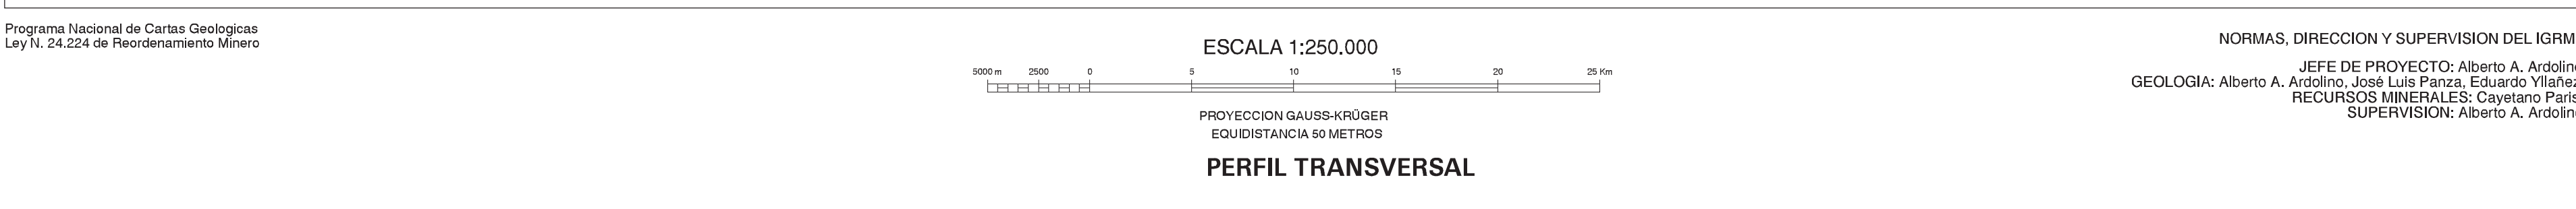 Programa Nacional de Cartas Geologicas
Ley N. 24.224 de Reordenamiento Minero
ESCALA 1:250.000
5000 m 2500 0 5 10 15 20 25 Km
PROYECCION GAUSS-KRÜGER
EQUIDISTANCIA 50 METROS
PERFIL TRANSVERSAL
NORMAS, DIRECCION Y SUPERVISION DEL IGRM
JEFE DE PROYECTO: Alberto A. Ardolino
GEOLOGIA: Alberto A. Ardolino, José Luis Panza, Eduardo Yllañez
RECURSOS MINERALES: Cayetano Paris
SUPERVISION: Alberto A. Ardolino